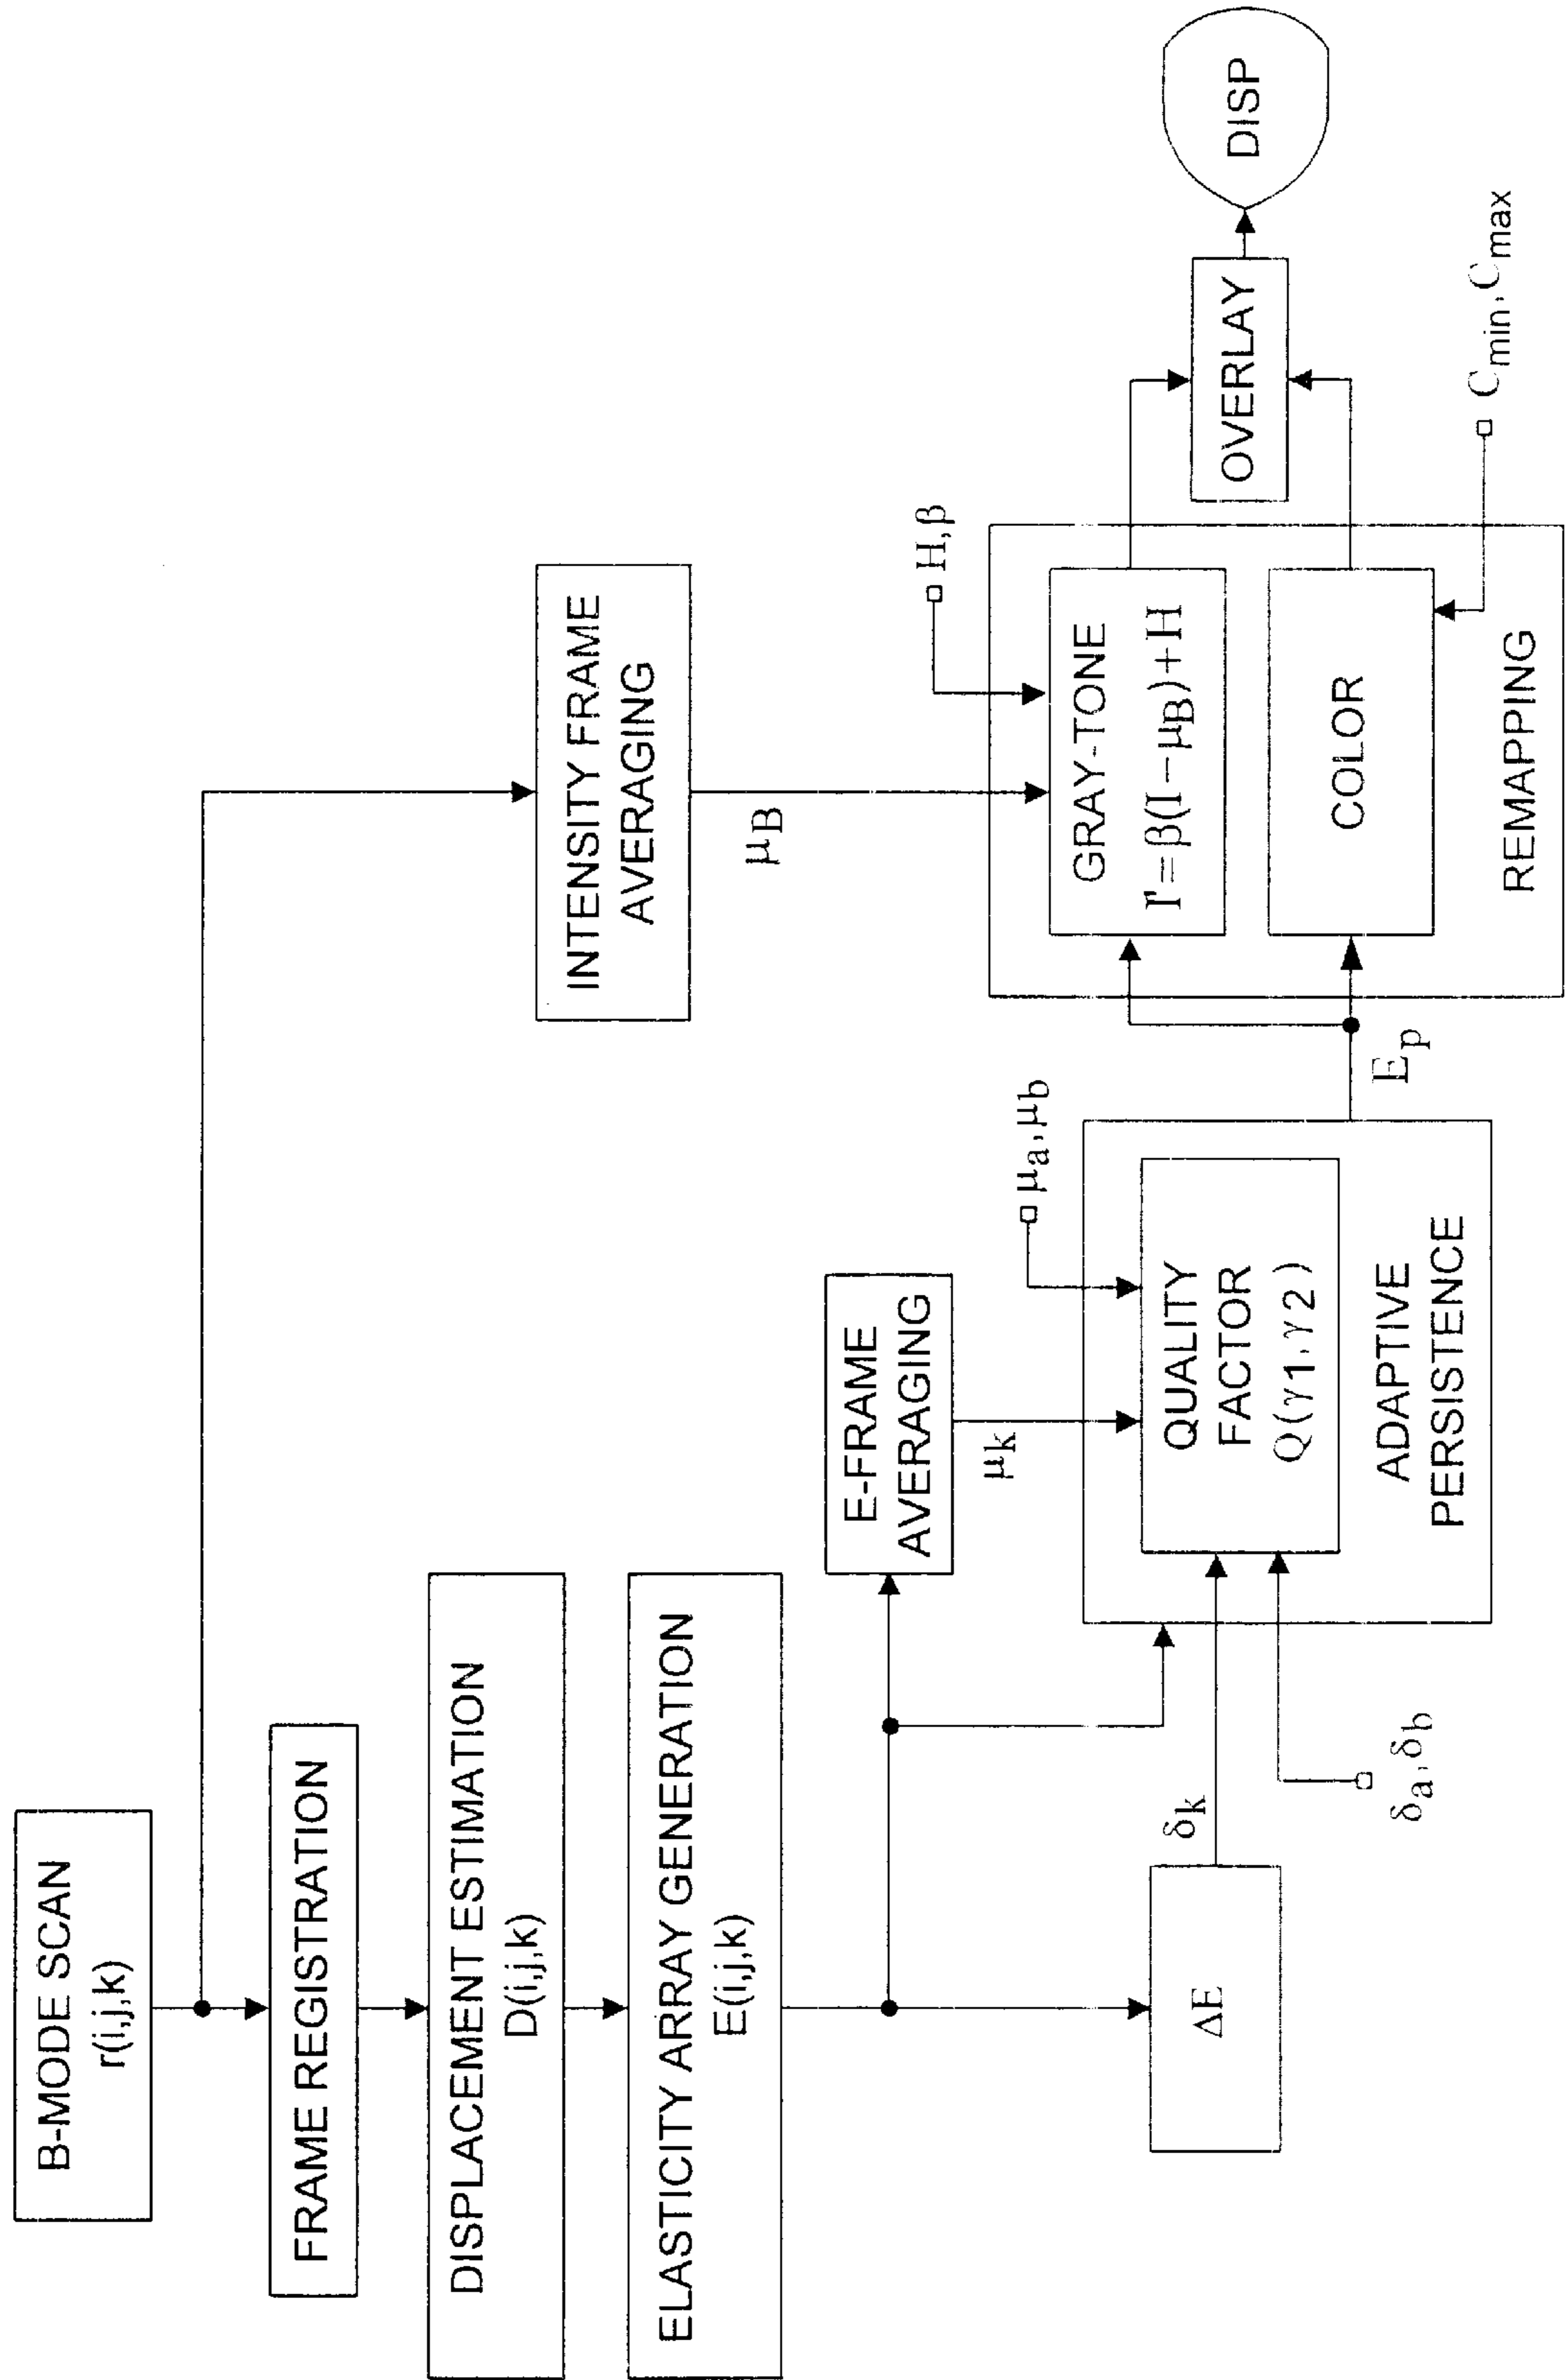 B-MODE SCAN
r(i,j,k)
FRAME REGISTRATION
DISPLACEMENT ESTIMATION
D(i,j,k)
ELASTICITY ARRAY GENERATION
E(i,j,k)
ΔE
δk
δa,δb
E-FRAME
AVERAGING
μk
μa,μb
QUALITY
FACTOR
Q(γ1,γ2)
ADAPTIVE
PERSISTENCE
Ep
INTENSITY FRAME
AVERAGING
μB
H,β
GRAY-TONE
I'=β(I−μB)+H
COLOR
REMAPPING
Cmin,Cmax
OVERLAY
DISP